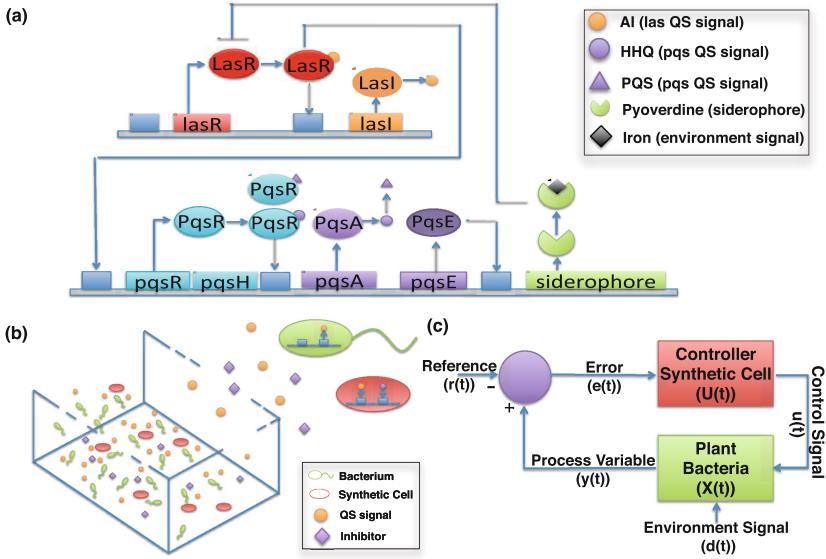 (a)
LasR
LasR
LasI
lasR
lasI
AI (las QS signal)
HHQ (pqs QS signal)
PQS (pqs QS signal)
Pyoverdine (siderophore)
Iron (environment signal)
PqsR
PqsR
PqsR
PqsA
PqsE
pqsR
pqsH
pqsA
pqsE
siderophore
(b)
Bacterium
Synthetic Cell
QS signal
Inhibitor
(c)
Reference
(r(t))
−
+
Error
(e(t))
Controller
Synthetic Cell
(U(t))
Control Signal
u(t)
Process Variable
(y(t))
Plant
Bacteria
(X(t))
Environment Signal
(d(t))